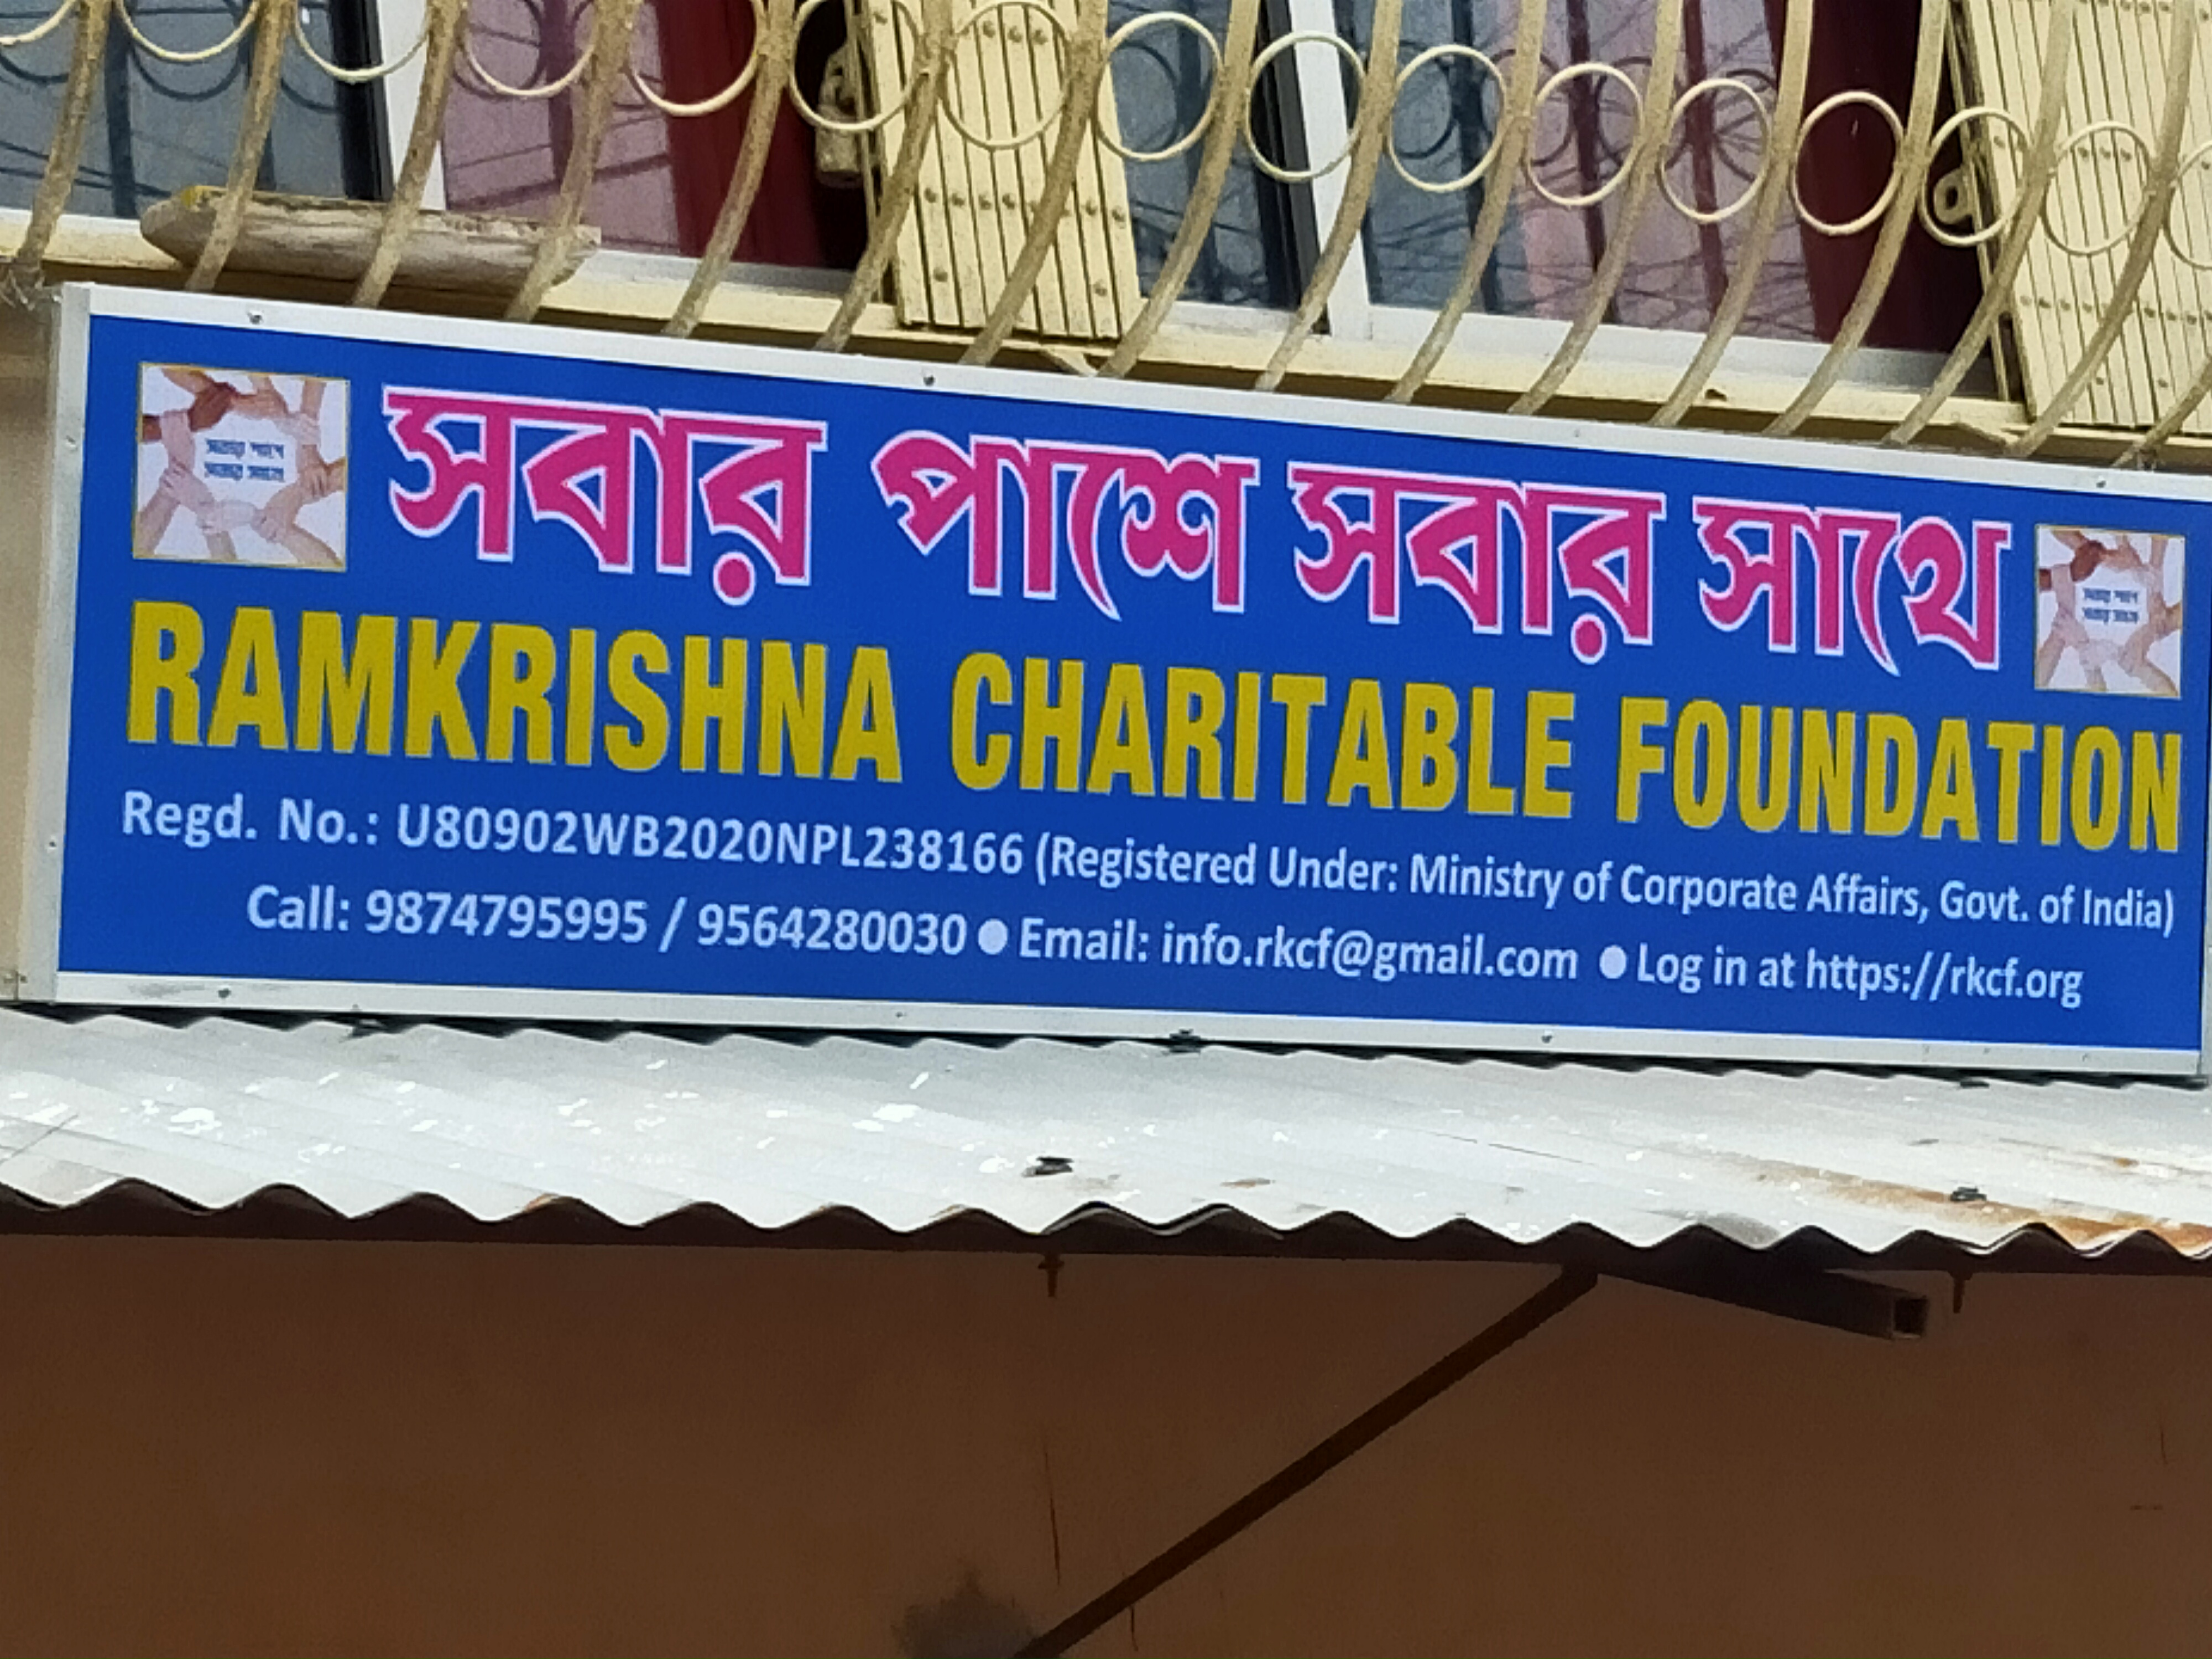 সবার পাশে সবার সাথে
RAMKRISHNA CHARITABLE FOUNDATION
Regd. No.: U80902WB2020NPL238166 (Registered Under: Ministry of Corporate Affairs, Govt. of India)
Call: 9874795995 / 9564280030 ● Email: info.rkcf@gmail.com ● Log in at https://rkcf.org